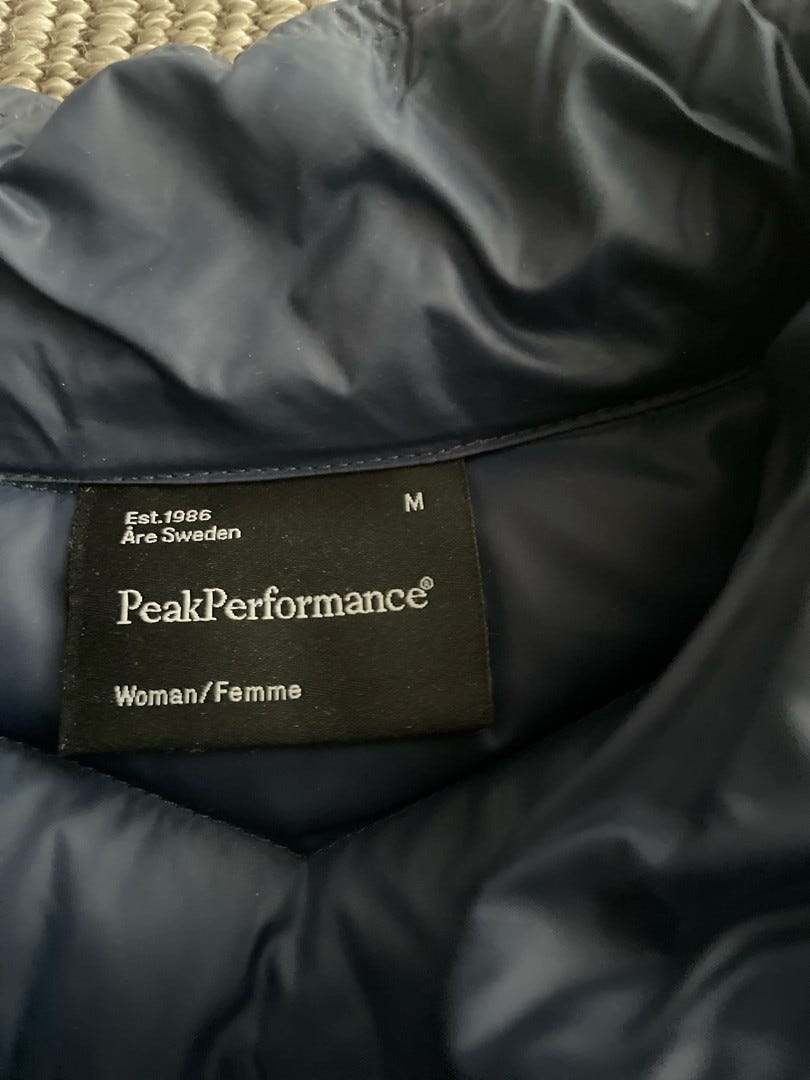 Est.1986
M
Åre Sweden
PeakPerformance®
Woman/Femme